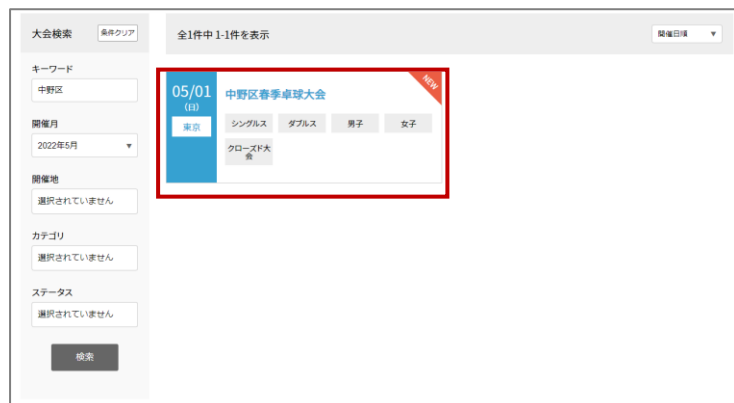 大会検索
条件クリア
キーワード
中野区
開催月
2022年5月
開催地
選択されていません
カテゴリ
選択されていません
ステータス
選択されていません
検索
全1件中 1-1件を表示
開催日順
05/01
(日)
東京
中野区春季卓球大会
NEW
シングルス
ダブルス
男子
女子
クローズド大
会